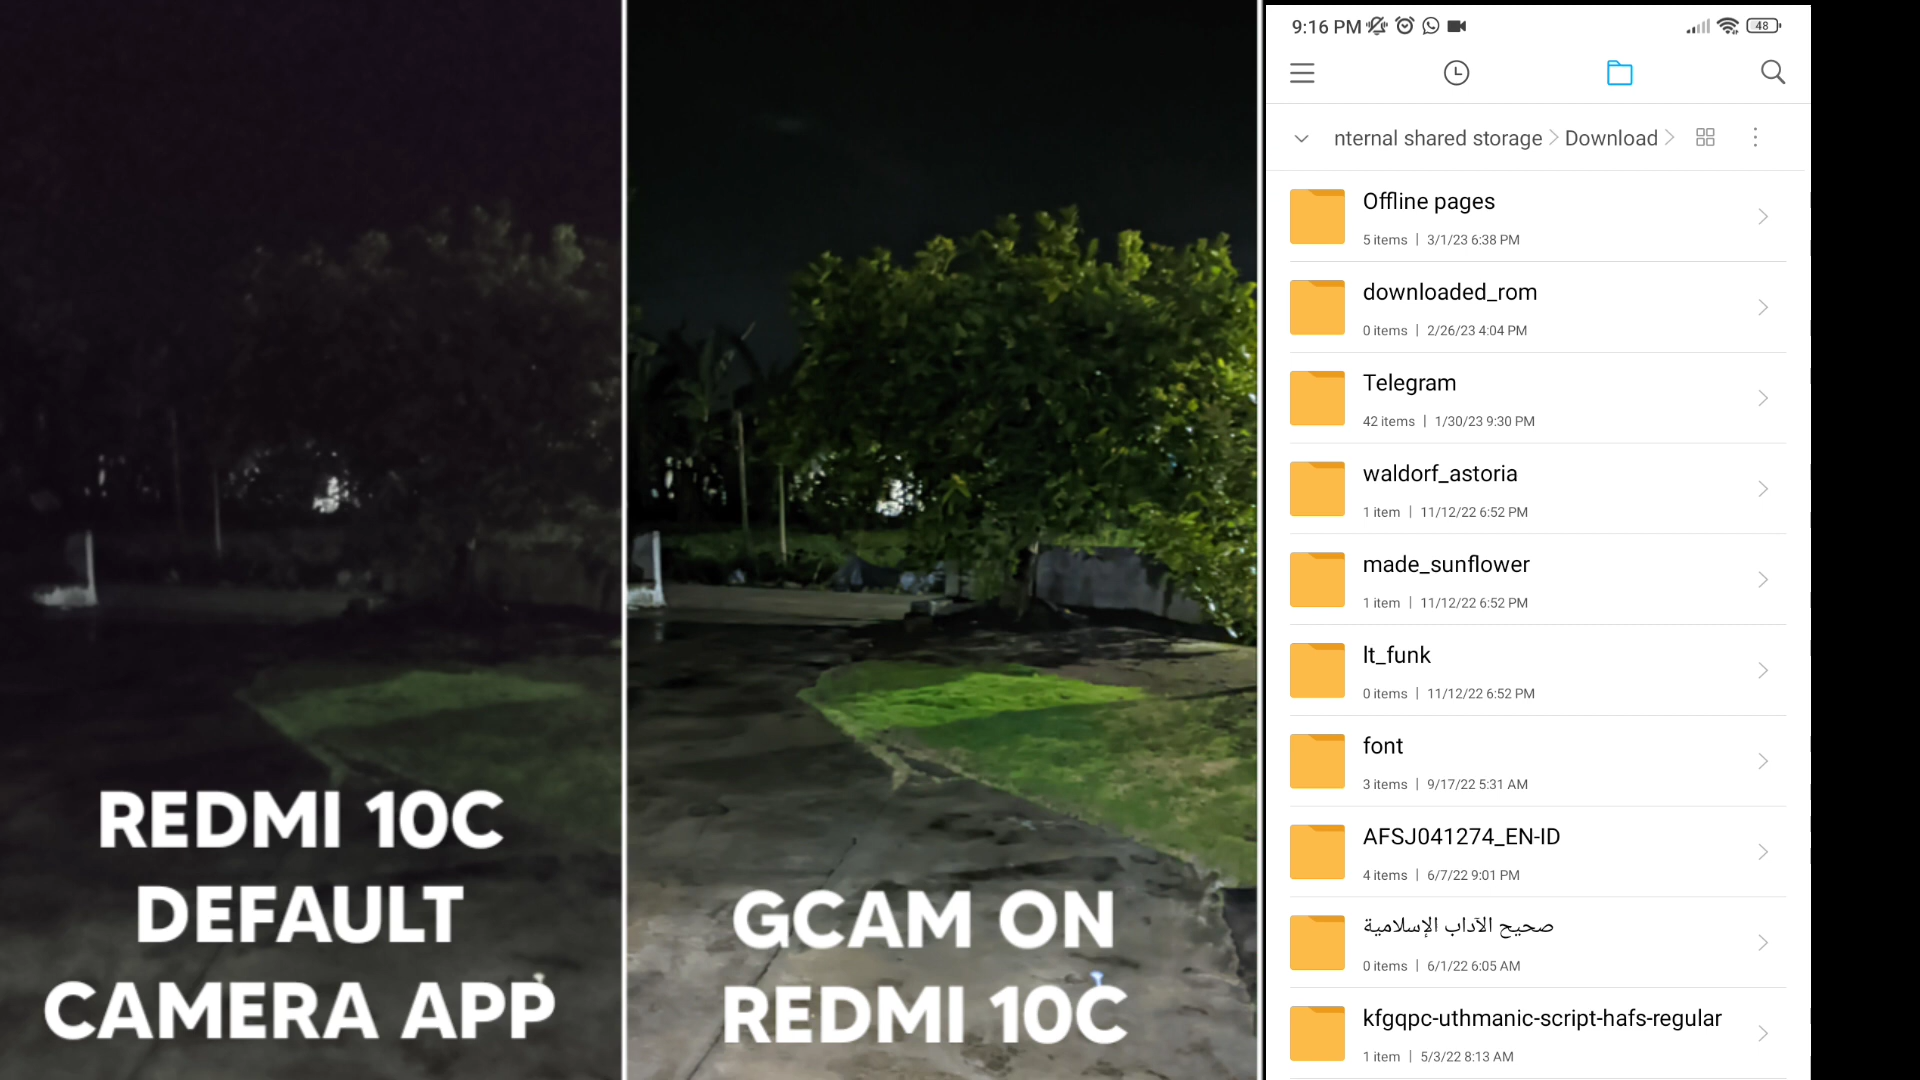 REDMI 10C
DEFAULT
CAMERA APP
GCAM ON
REDMI 10C
9:16 PM
48
nternal shared storage
Download
Offline pages
5 items | 3/1/23 6:38 PM
downloaded_rom
0 items | 2/26/23 4:04 PM
Telegram
42 items | 1/30/23 9:30 PM
waldorf_astoria
1 item | 11/12/22 6:52 PM
made_sunflower
1 item | 11/12/22 6:52 PM
lt_funk
0 items | 11/12/22 6:52 PM
font
3 items | 9/17/22 5:31 AM
AFSJ041274_EN-ID
4 items | 6/7/22 9:01 PM
صحيح الآداب الإسلامية
0 items | 6/1/22 6:05 AM
kfgqpc-uthmanic-script-hafs-regular
1 item | 5/3/22 8:13 AM